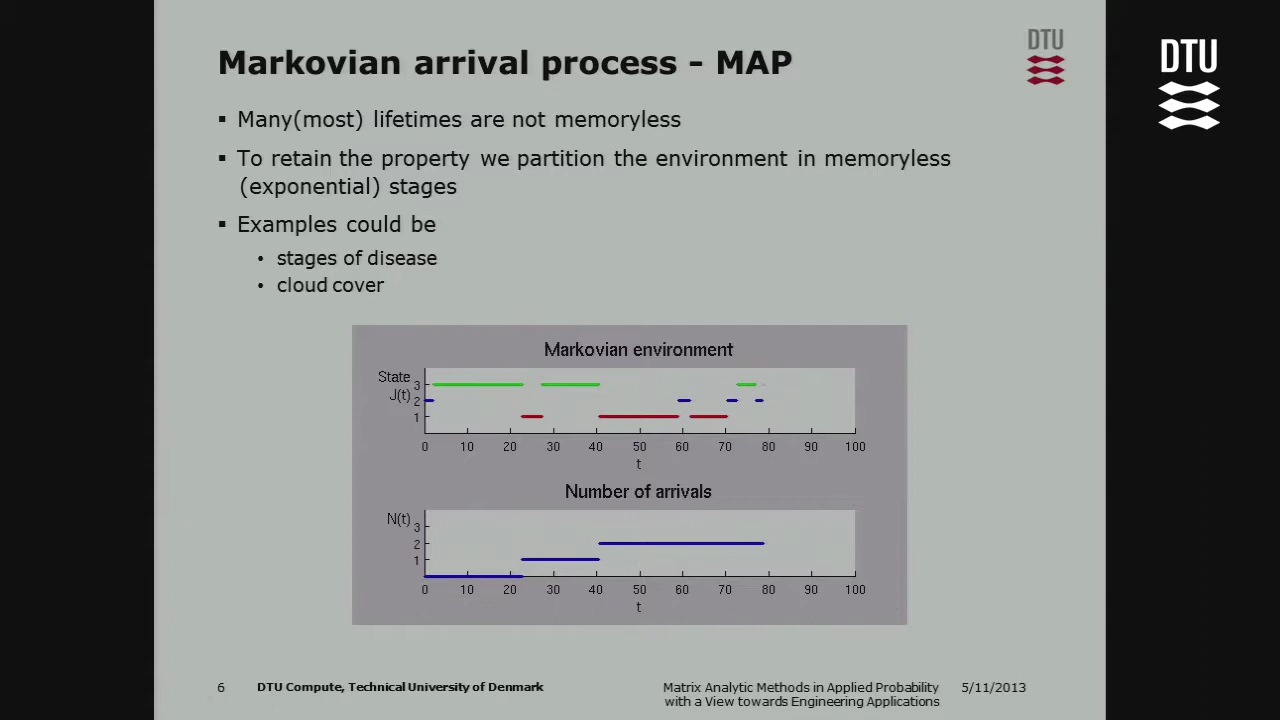 Markovian arrival process - MAP
DTU
DTU
▪ Many(most) lifetimes are not memoryless
▪ To retain the property we partition the environment in memoryless
(exponential) stages
▪ Examples could be
• stages of disease
• cloud cover
Markovian environment
State
J(t)
3
2
1
0 10 20 30 40 50 60 70 80 90 100
t
Number of arrivals
N(t)
3
2
1
0 10 20 30 40 50 60 70 80 90 100
t
6 DTU Compute, Technical University of Denmark
Matrix Analytic Methods in Applied Probability 5/11/2013
with a View towards Engineering Applications